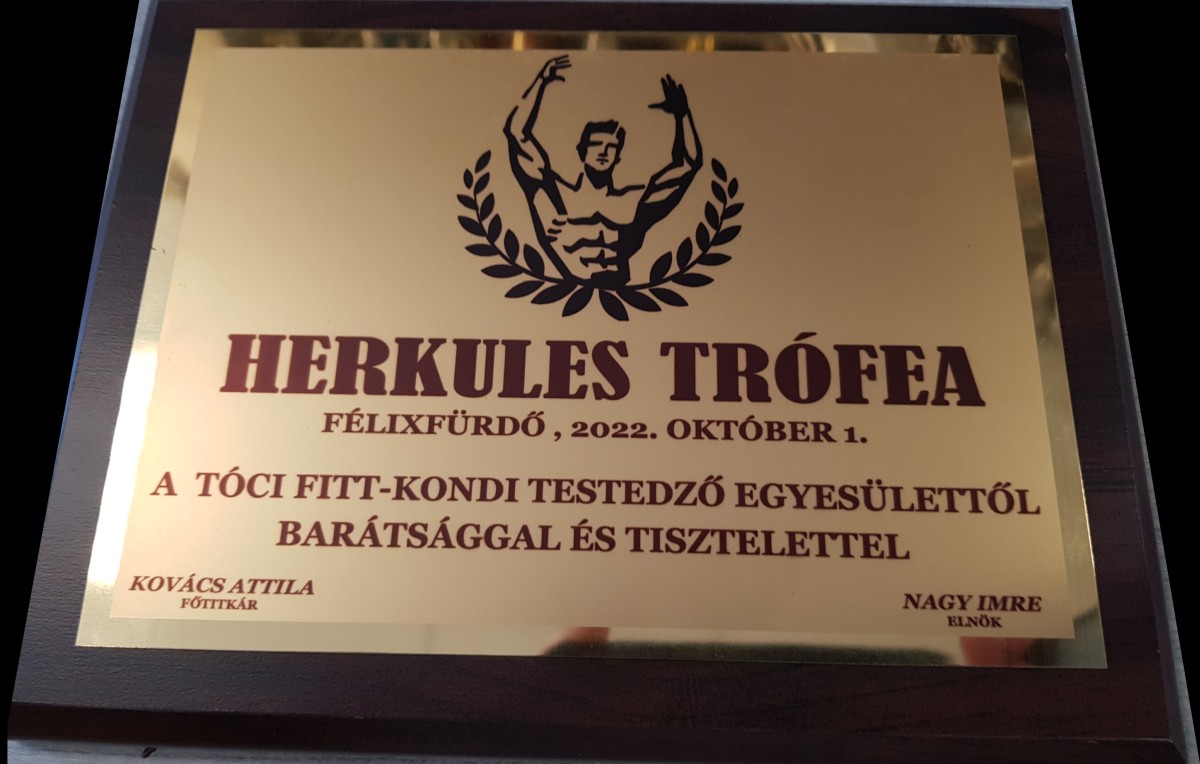 HERKULES TRÓFEA
FÉLIXFÜRDŐ , 2022. OKTÓBER 1.
A TÓCI FITT-KONDI TESTEDZŐ EGYESÜLETTŐL
BARÁTSÁGGAL ÉS TISZTELETTEL
KOVÁCS ATTILA
FŐTITKÁR
NAGY IMRE
ELNÖK